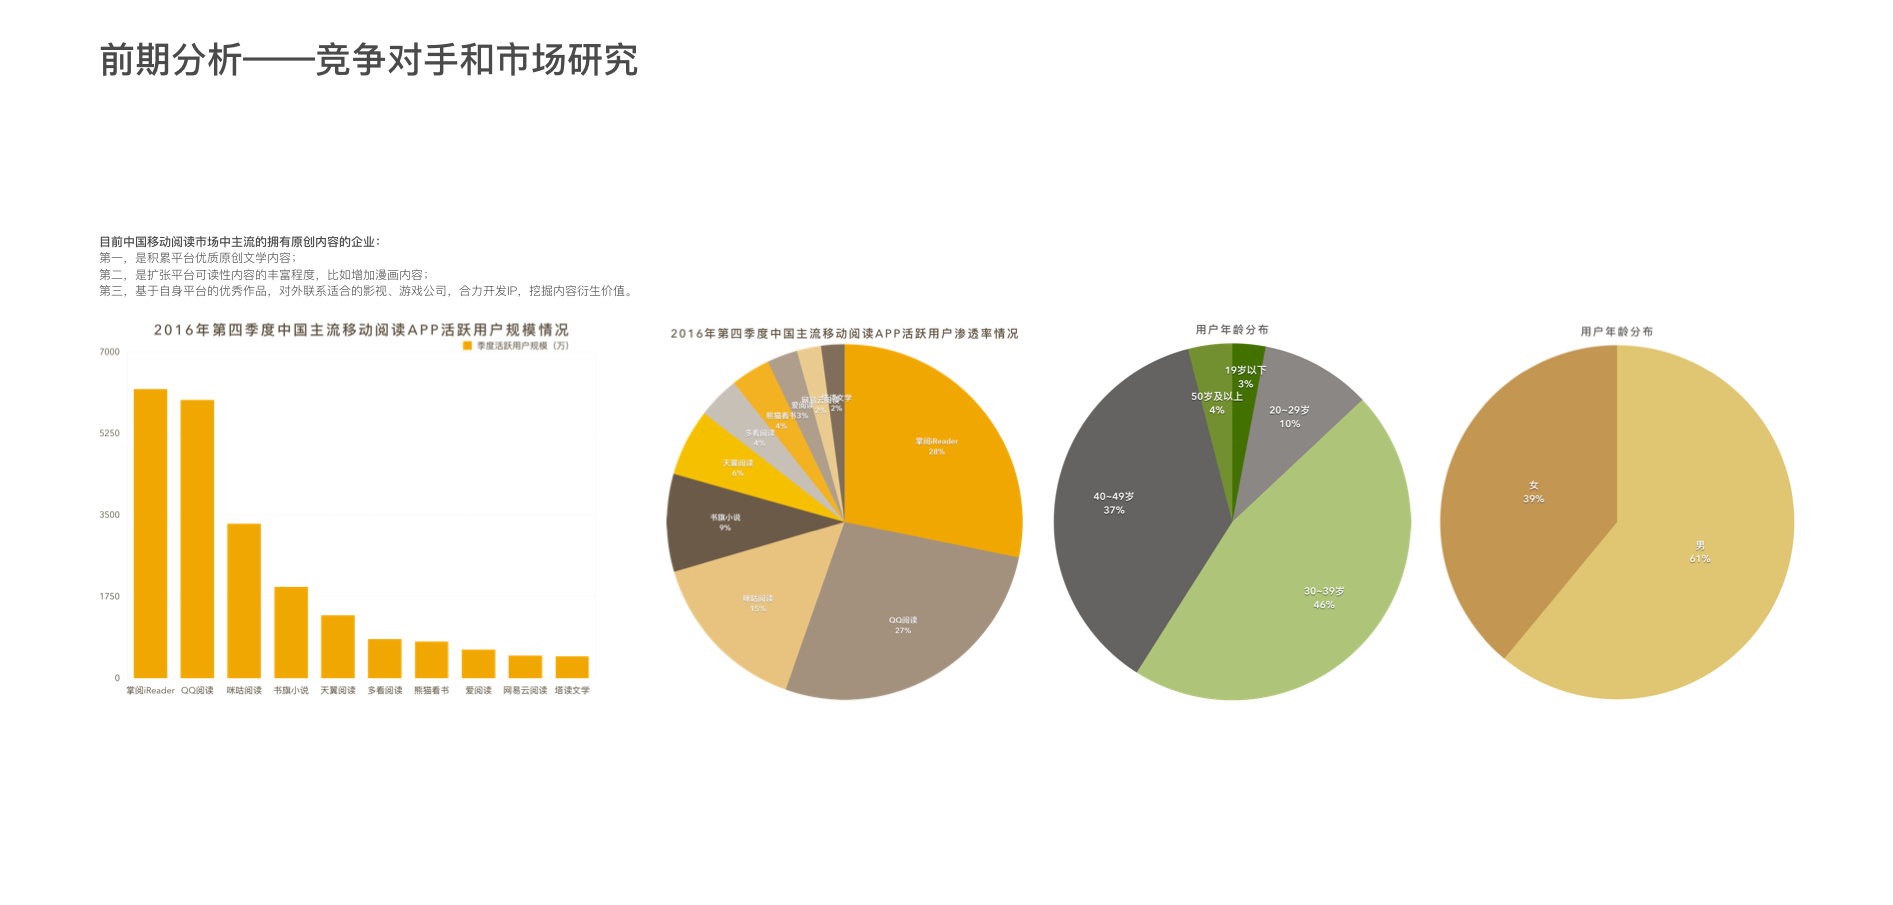 前期分析——竞争对手和市场研究
目前中国移动阅读市场中主流的拥有原创内容的企业：
第一，是积累平台优质原创文学内容；
第二，是扩张平台可读性内容的丰富程度，比如增加漫画内容；
第三，基于自身平台的优秀作品，对外联系适合的影视、游戏公司，合力开发IP，挖掘内容衍生价值。
2016年第四季度中国主流移动阅读APP活跃用户规模情况
季度活跃用户规模（万）
7000
5250
3500
1750
0
掌阅iReader QQ阅读 咪咕阅读 书旗小说 天翼阅读 多看阅读 熊猫看书 爱阅读 网易云阅读 塔读文学
2016年第四季度中国主流移动阅读APP活跃用户渗透率情况
掌阅iReader
28%
QQ阅读
27%
咪咕阅读
15%
书旗小说
9%
天翼阅读
6%
多看阅读
4%
熊猫看书
4%
爱阅读
3%
网易云阅读
2%
塔读文学
2%
用户年龄分布
19岁以下
3%
20~29岁
10%
30~39岁
46%
40~49岁
37%
50岁及以上
4%
用户年龄分布
女
39%
男
61%